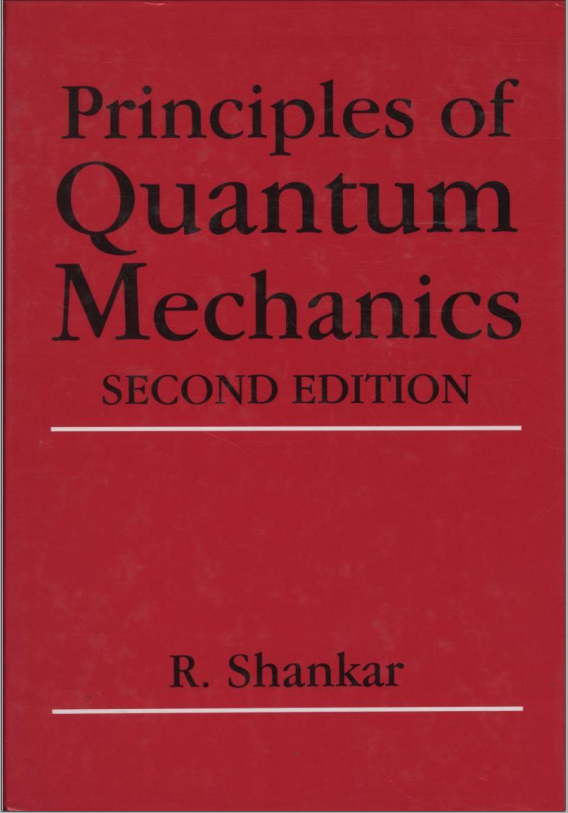 Principles of
Quantum
Mechanics
SECOND EDITION
R. Shankar